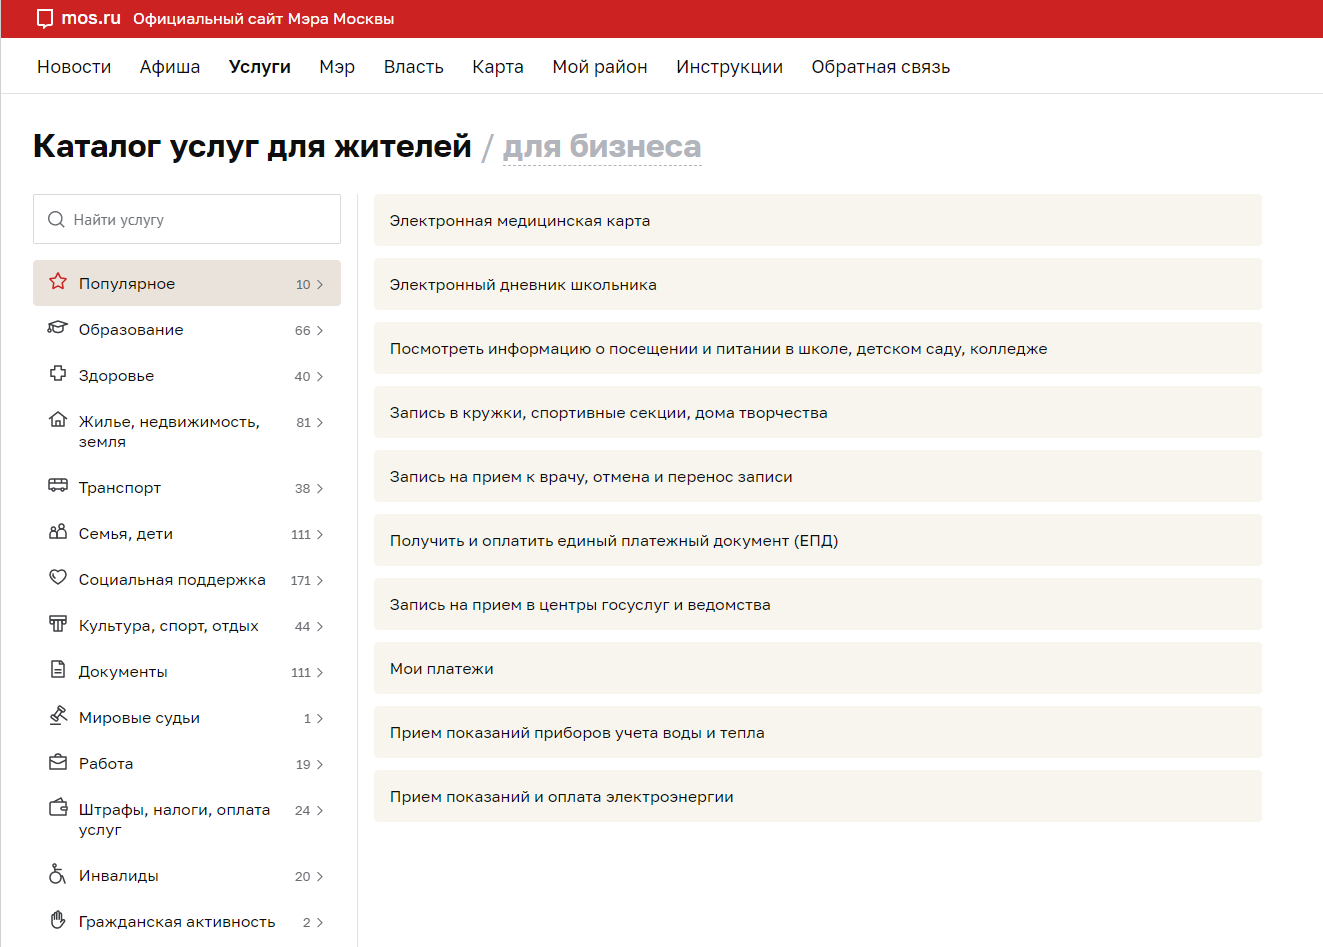 mos.ru Официальный сайт Мэра Москвы
Новости Афиша Услуги Мэр Власть Карта Мой район Инструкции Обратная связь
Каталог услуг для жителей / для бизнеса
Найти услугу
Популярное 10
Образование 66
Здоровье 40
Жилье, недвижимость, 81
земля
Транспорт 38
Семья, дети 111
Социальная поддержка 171
Культура, спорт, отдых 44
Документы 111
Мировые судьи 1
Работа 19
Штрафы, налоги, оплата 24
услуг
Инвалиды 20
Гражданская активность 2
Электронная медицинская карта
Электронный дневник школьника
Посмотреть информацию о посещении и питании в школе, детском саду, колледже
Запись в кружки, спортивные секции, дома творчества
Запись на прием к врачу, отмена и перенос записи
Получить и оплатить единый платежный документ (ЕПД)
Запись на прием в центры госуслуг и ведомства
Мои платежи
Прием показаний приборов учета воды и тепла
Прием показаний и оплата электроэнергии